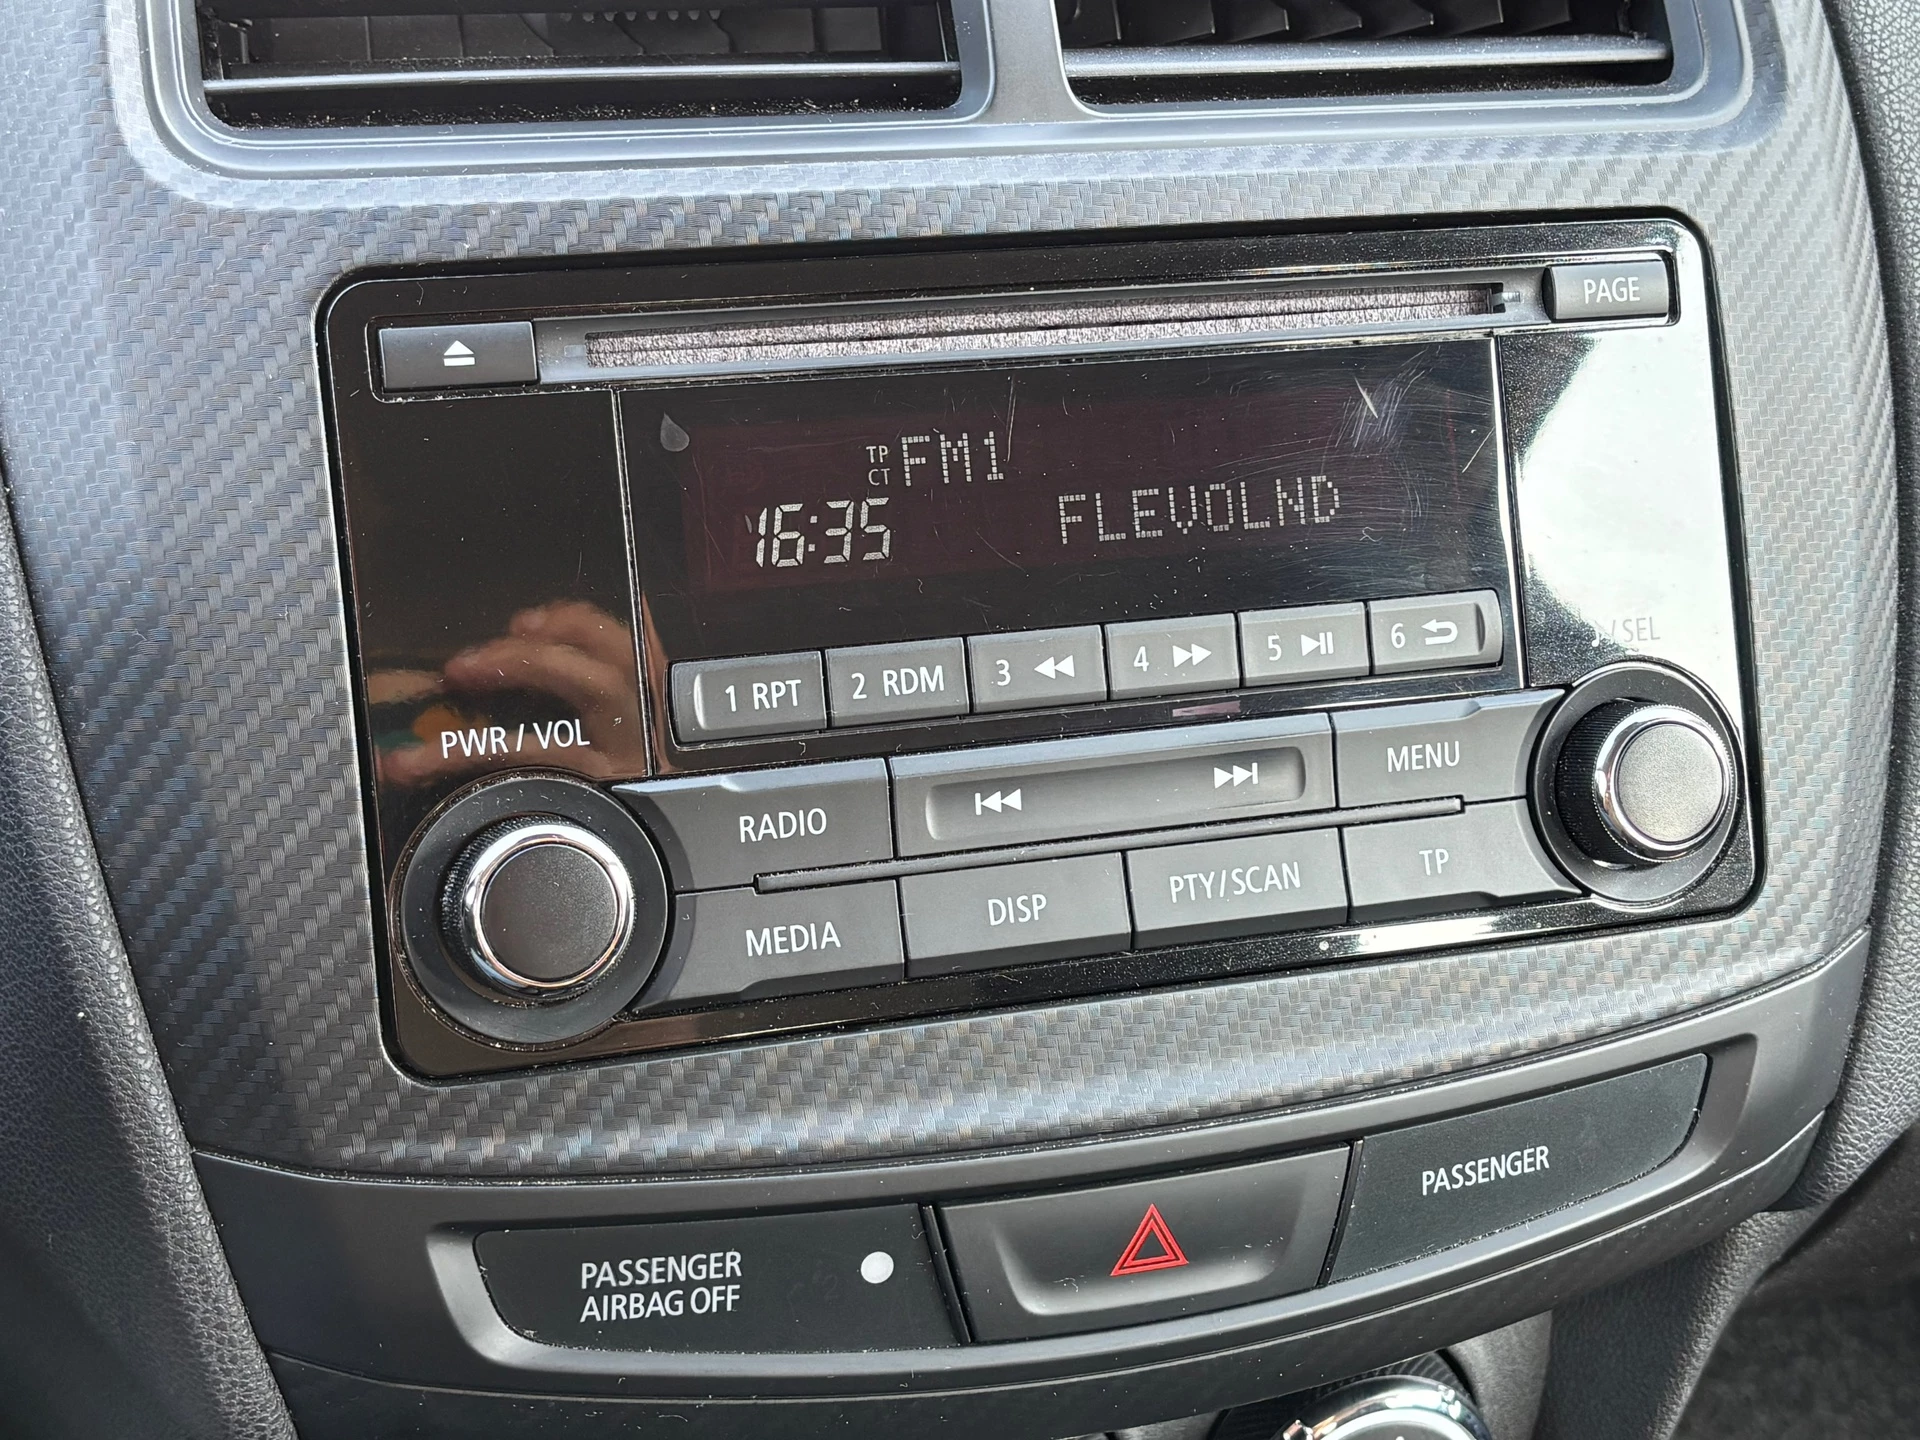 PAGE
TP
CT
FM1
16:35
FLEVOLND
1 RPT
2 RDM
3
4
5
6
/ SEL
PWR / VOL
RADIO
MENU
MEDIA
DISP
PTY/SCAN
TP
PASSENGER
PASSENGER
AIRBAG OFF